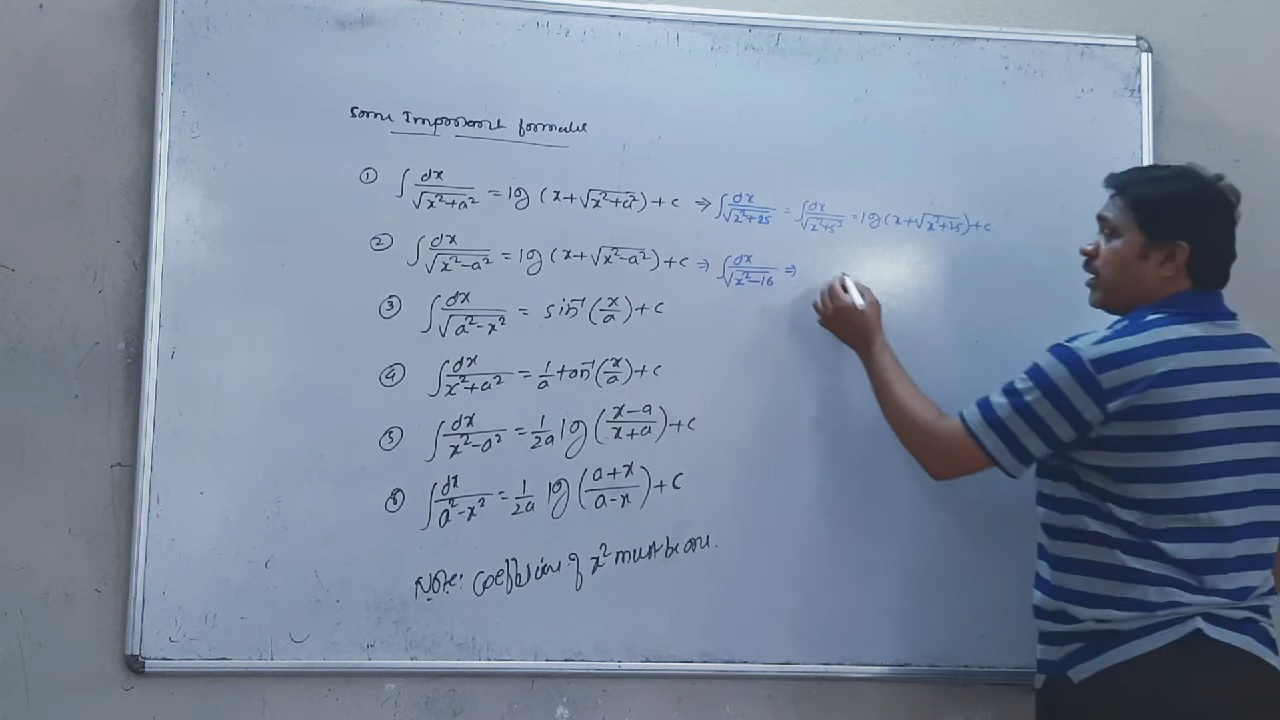 Some Important formulas
① ∫ dx/√(x²+a²) = log (x+√(x²+a²)) + c ⇒ ∫ dx/√(x²+25) = ∫ dx/√(x²+5²) = log (x+√(x²+25)) + c
② ∫ dx/√(x²-a²) = log (x+√(x²-a²)) + c ⇒ ∫ dx/√(x²-16) ⇒
③ ∫ dx/√(a²-x²) = sin⁻¹(x/a) + c
④ ∫ dx/(x²+a²) = 1/a tan⁻¹(x/a) + c
⑤ ∫ dx/(x²-a²) = 1/2a log ((x-a)/(x+a)) + c
⑥ ∫ dx/(a²-x²) = 1/2a log ((a+x)/(a-x)) + c
Note: Coefficien of x² must be one.